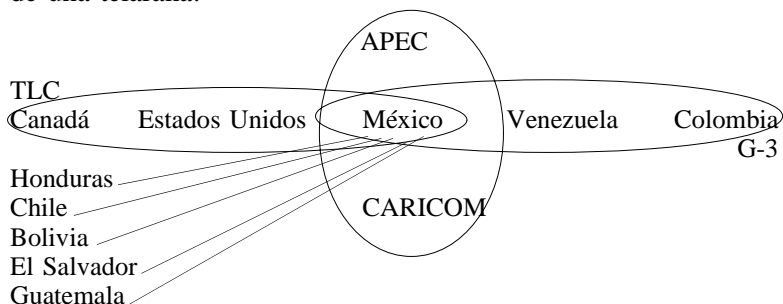 de una telaraña.
APEC
TLC
Canadá Estados Unidos México Venezuela Colombia
G-3
Honduras
Chile CARICOM
Bolivia
El Salvador
Guatemala